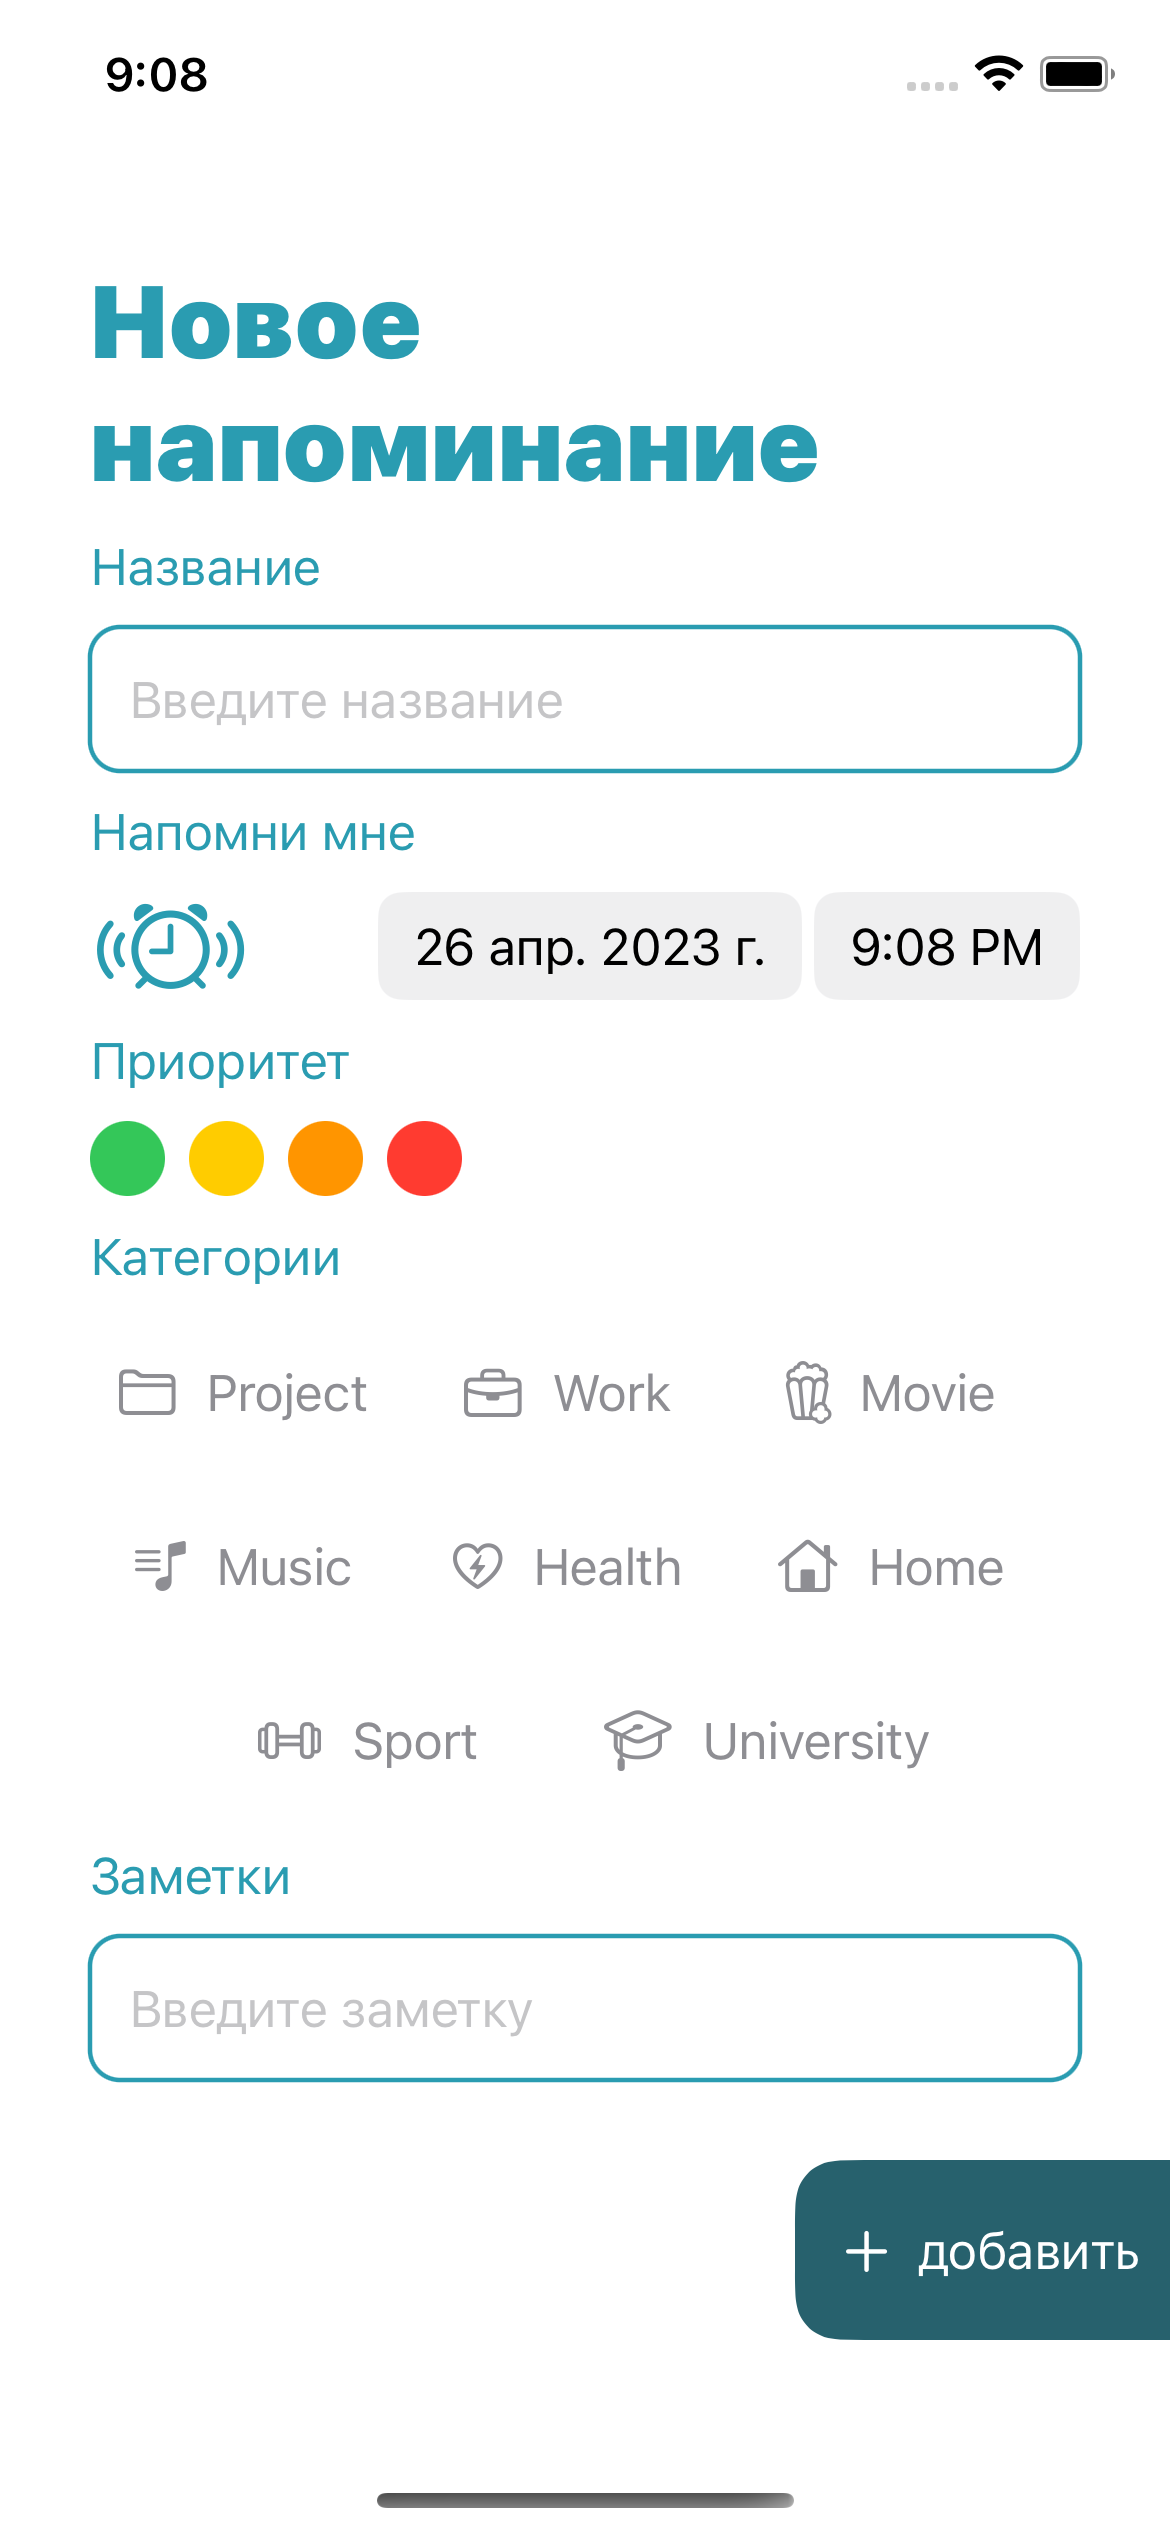 9:08
Новое
напоминание
Название
Введите название
Напомни мне
26 апр. 2023 г. 9:08 PM
Приоритет
Категории
Project Work Movie
Music Health Home
Sport University
Заметки
Введите заметку
+ добавить